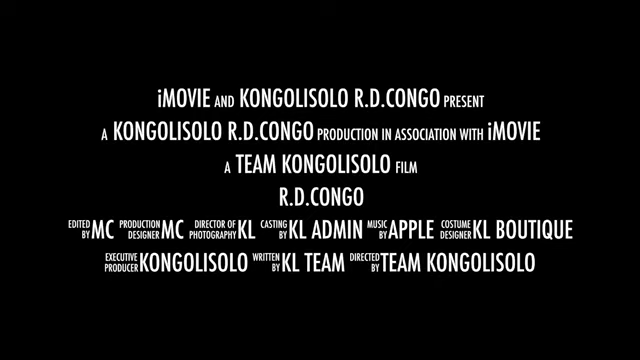 iMOVIE AND KONGOLISOLO R.D.CONGO PRESENT
A KONGOLISOLO R.D.CONGO PRODUCTION IN ASSOCIATION WITH iMOVIE
A TEAM KONGOLISOLO FILM
R.D.CONGO
EDITED BY MC PRODUCTION DESIGNER MC DIRECTOR OF PHOTOGRAPHY KL CASTING BY KL ADMIN MUSIC BY APPLE COSTUME DESIGNER KL BOUTIQUE
EXECUTIVE PRODUCER KONGOLISOLO WRITTEN BY KL TEAM DIRECTED BY TEAM KONGOLISOLO